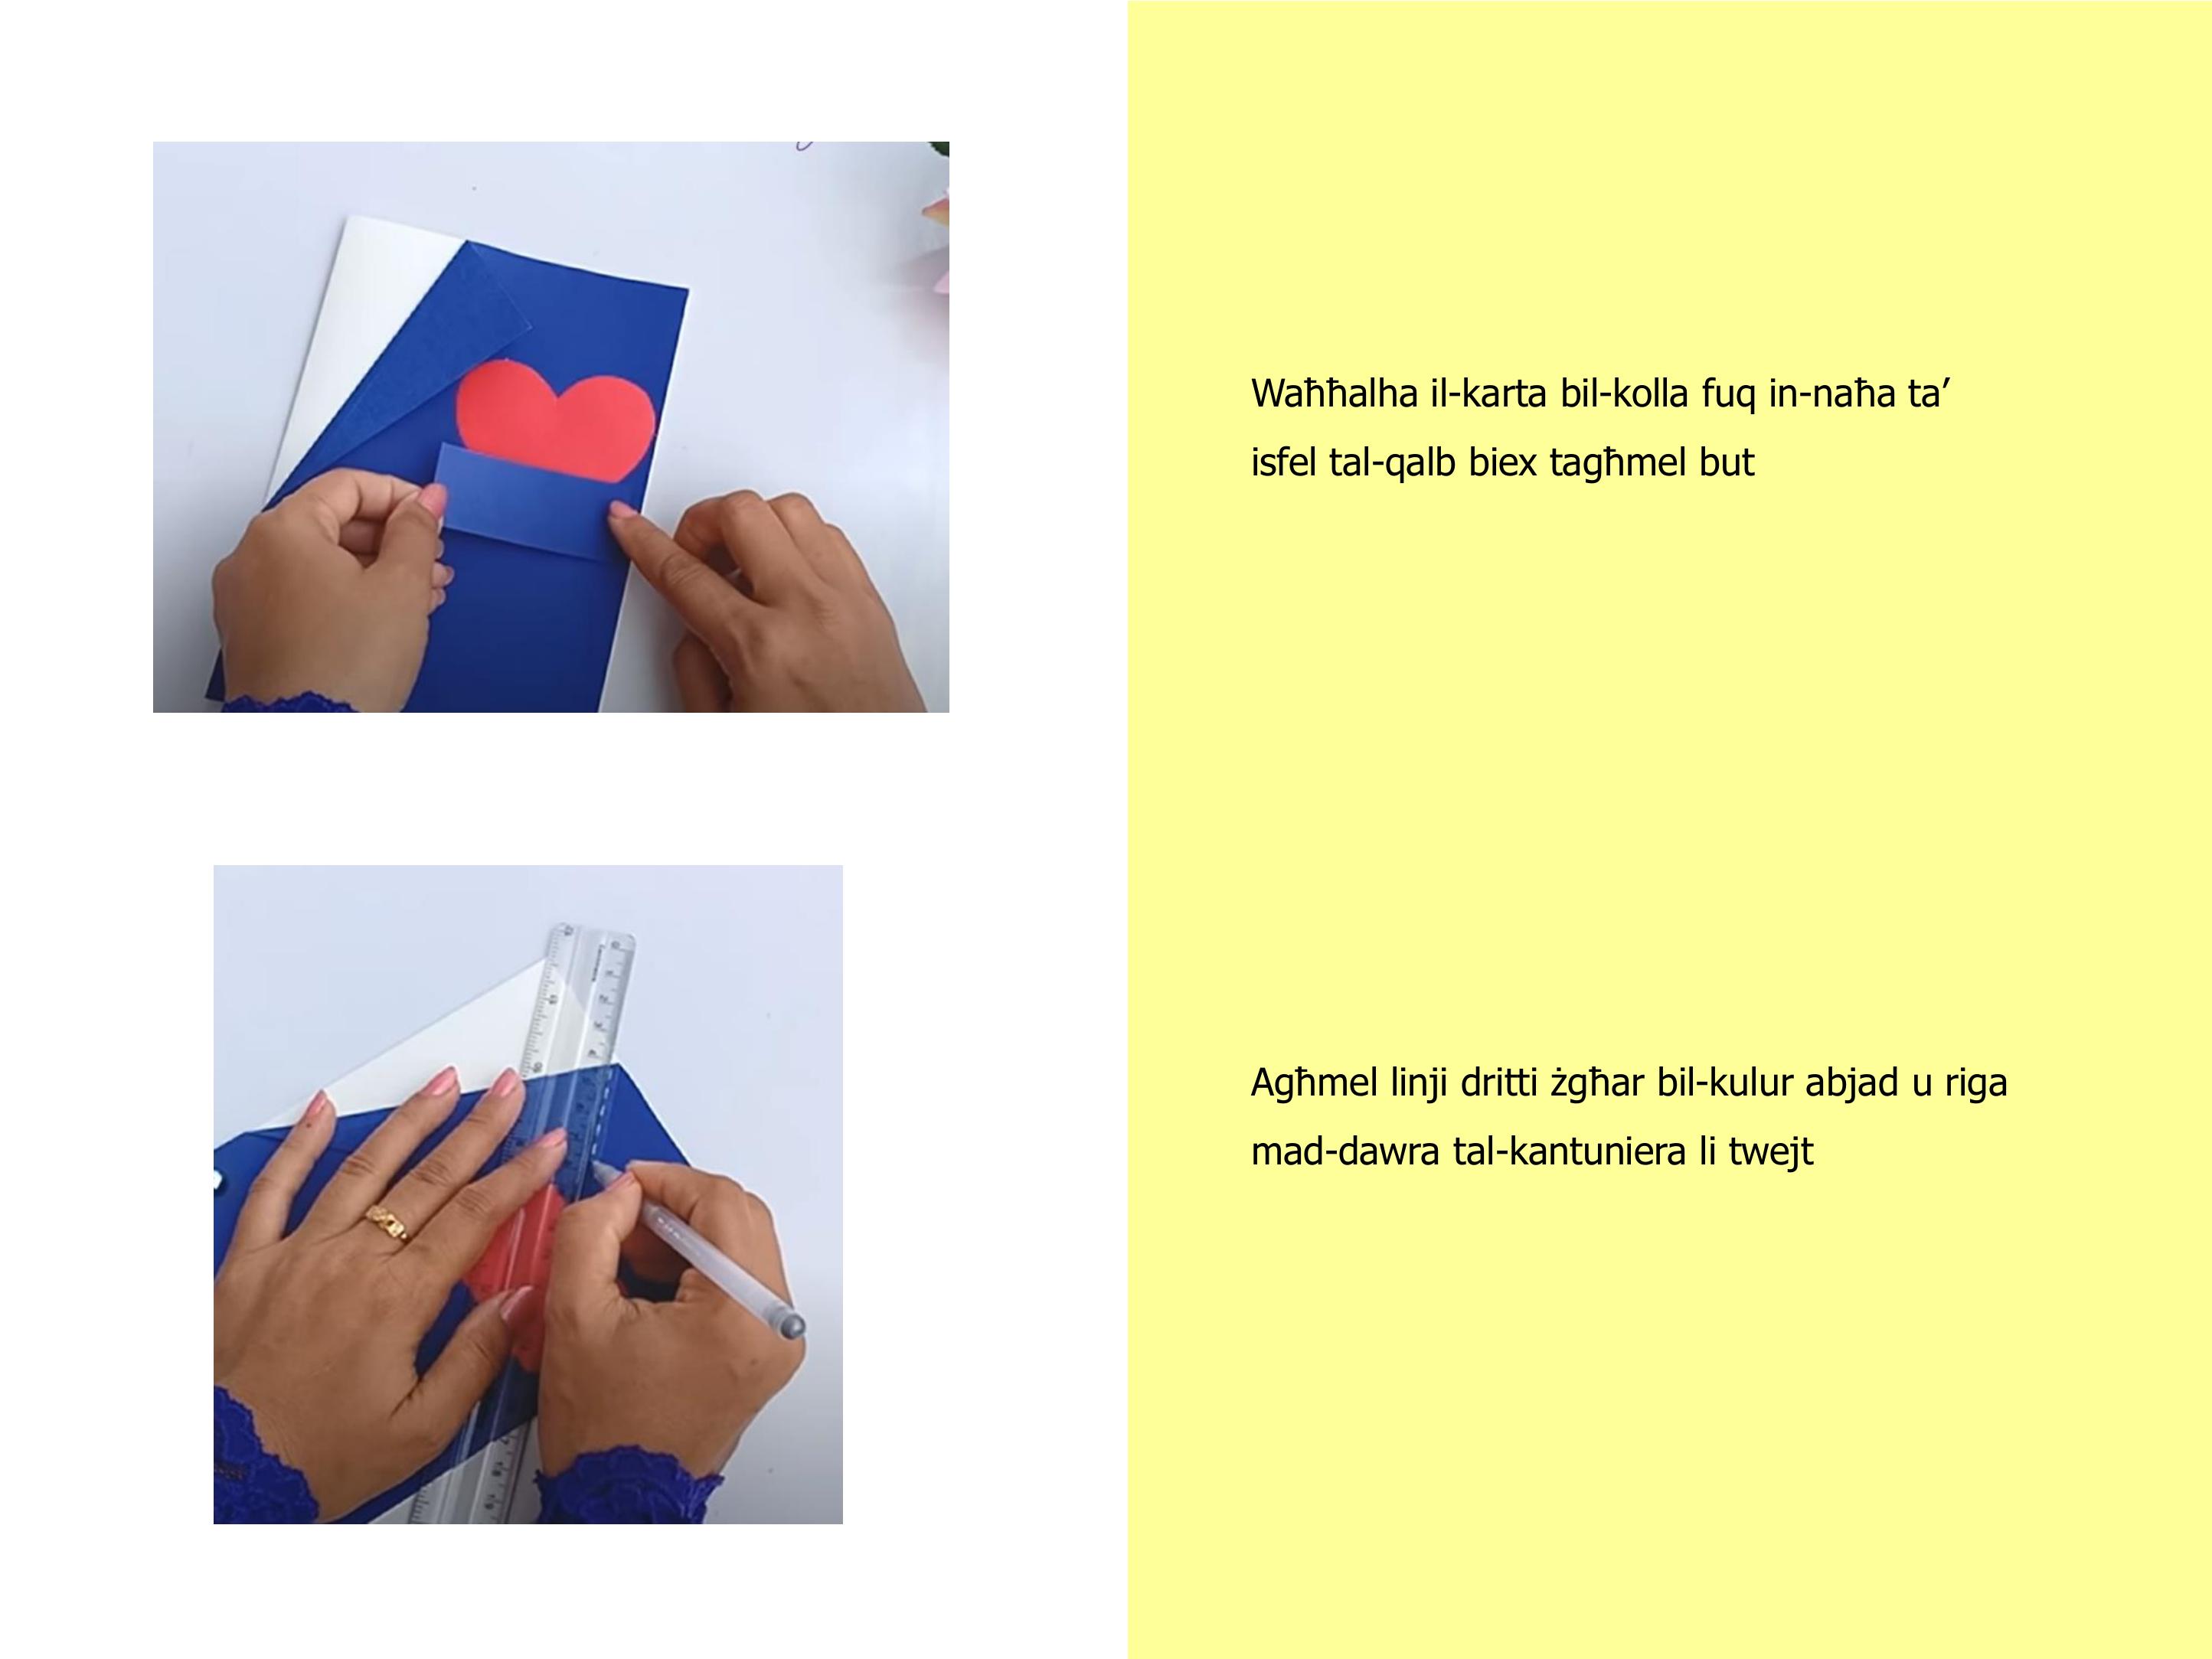 Waħħalha il-karta bil-kolla fuq in-naħa ta’
isfel tal-qalb biex tagħmel but
Agħmel linji dritti żgħar bil-kulur abjad u riga
mad-dawra tal-kantuniera li twejt